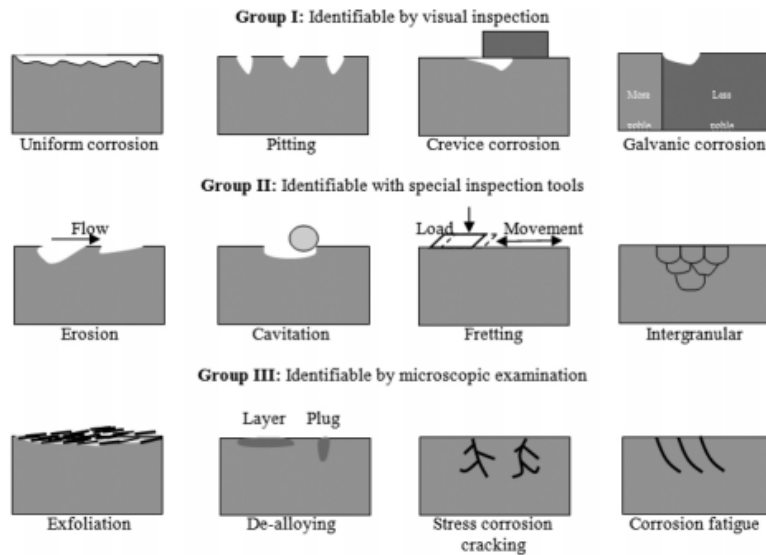 Group I: Identifiable by visual inspection
More noble
Less noble
Uniform corrosion
Pitting
Crevice corrosion
Galvanic corrosion
Group II: Identifiable with special inspection tools
Flow
Load
Movement
Erosion
Cavitation
Fretting
Intergranular
Group III: Identifiable by microscopic examination
Layer
Plug
Exfoliation
De-alloying
Stress corrosion
cracking
Corrosion fatigue